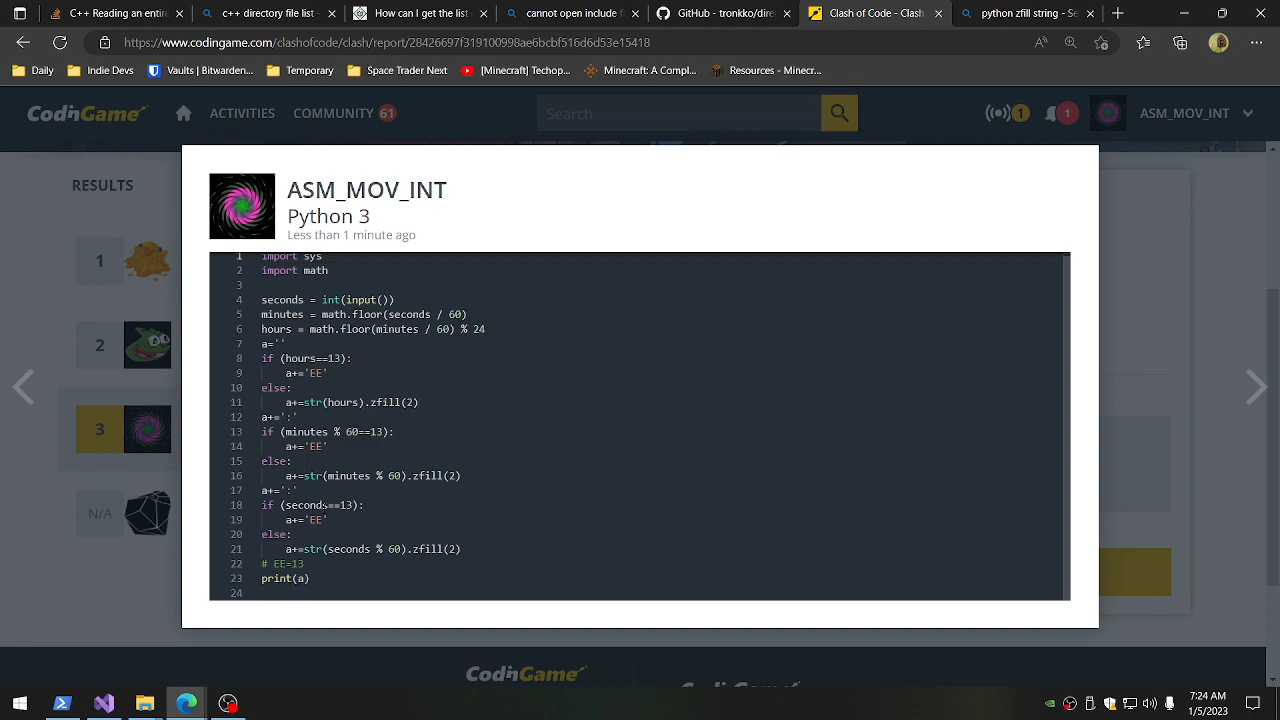 Adding an entire
c++ directory list
How can I get the list
cannot open include f
GitHub - tronkko/dire
Clash of Code - Clash
python zfill string - Se
https://www.codingame.com/clashofcode/clash/report/28426697f319100998ae6bcbf516d6d53e15418
Daily
Indie Devs
Vaults | Bitwarden...
Temporary
Space Trader Next
[Minecraft] Techop...
Minecraft: A Compl...
Resources - Minecr...
CODINGAME
ACTIVITIES
COMMUNITY 61
Search
1
1
ASM_MOV_INT
RESULTS
1
2
3
N/A
ASM_MOV_INT
Python 3
Less than 1 minute ago
1 import sys
2 import math
3
4 seconds = int(input())
5 minutes = math.floor(seconds / 60)
6 hours = math.floor(minutes / 60) % 24
7 a=''
8 if (hours==13):
9 a+='EE'
10 else:
11 a+=str(hours).zfill(2)
12 a+=':'
13 if (minutes % 60==13):
14 a+='EE'
15 else:
16 a+=str(minutes % 60).zfill(2)
17 a+=':'
18 if (seconds==13):
19 a+='EE'
20 else:
21 a+=str(seconds % 60).zfill(2)
22 # EE=13
23 print(a)
24
CODINGAME
7:24 AM
1/5/2023